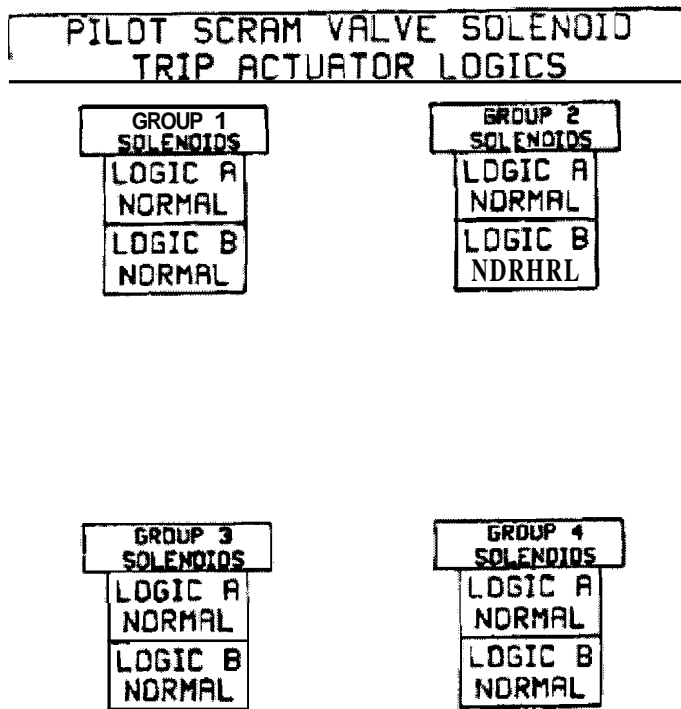 PILOT SCRAM VALVE SOLENOID
TRIP ACTUATOR LOGICS
GROUP 1
SOLENOIDS
LOGIC A
NORMAL
LOGIC B
NORMAL
GROUP 2
SOLENOIDS
LOGIC A
NORMAL
LOGIC B
NDRHRL
GROUP 3
SOLENOIDS
LOGIC A
NORMAL
LOGIC B
NORMAL
GROUP 4
SOLENOIDS
LOGIC A
NORMAL
LOGIC B
NORMAL